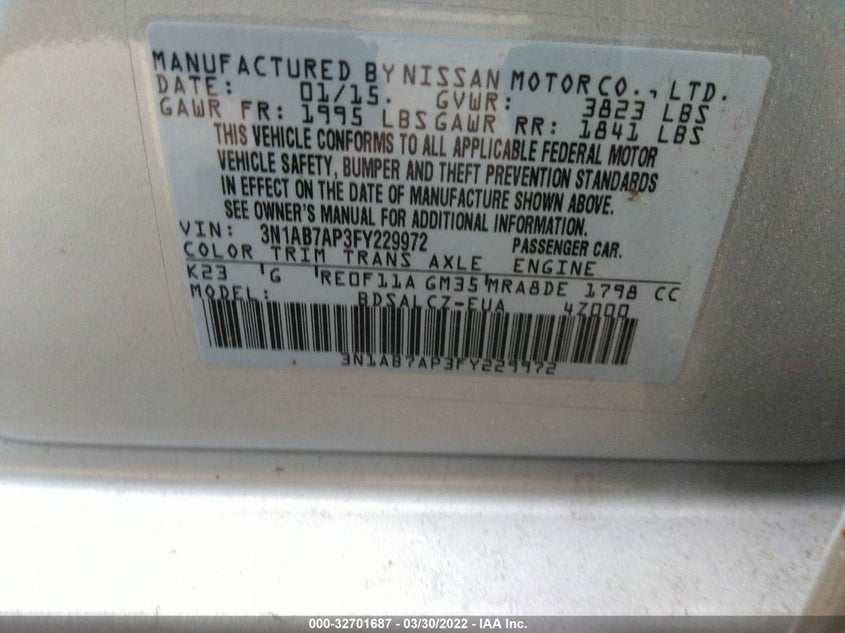 MANUFACTURED BY NISSAN MOTOR CO., LTD.
DATE: 01/15. GVWR: 3823 LBS
GAWR FR: 1995 LBS GAWR RR: 1841 LBS
THIS VEHICLE CONFORMS TO ALL APPLICABLE FEDERAL MOTOR
VEHICLE SAFETY, BUMPER AND THEFT PREVENTION STANDARDS
IN EFFECT ON THE DATE OF MANUFACTURE SHOWN ABOVE.
SEE OWNER'S MANUAL FOR ADDITIONAL INFORMATION.
VIN: 3N1AB7AP3FY229972 PASSENGER CAR.
COLOR TRIM TRANS AXLE ENGINE
K23 G RE0F11A GM35 MRA8DE 1798 CC
MODEL: BDSALCZ-EUA 4Z000
3N1AB7AP3FY229972
000-32701687 - 03/30/2022 - IAA Inc.